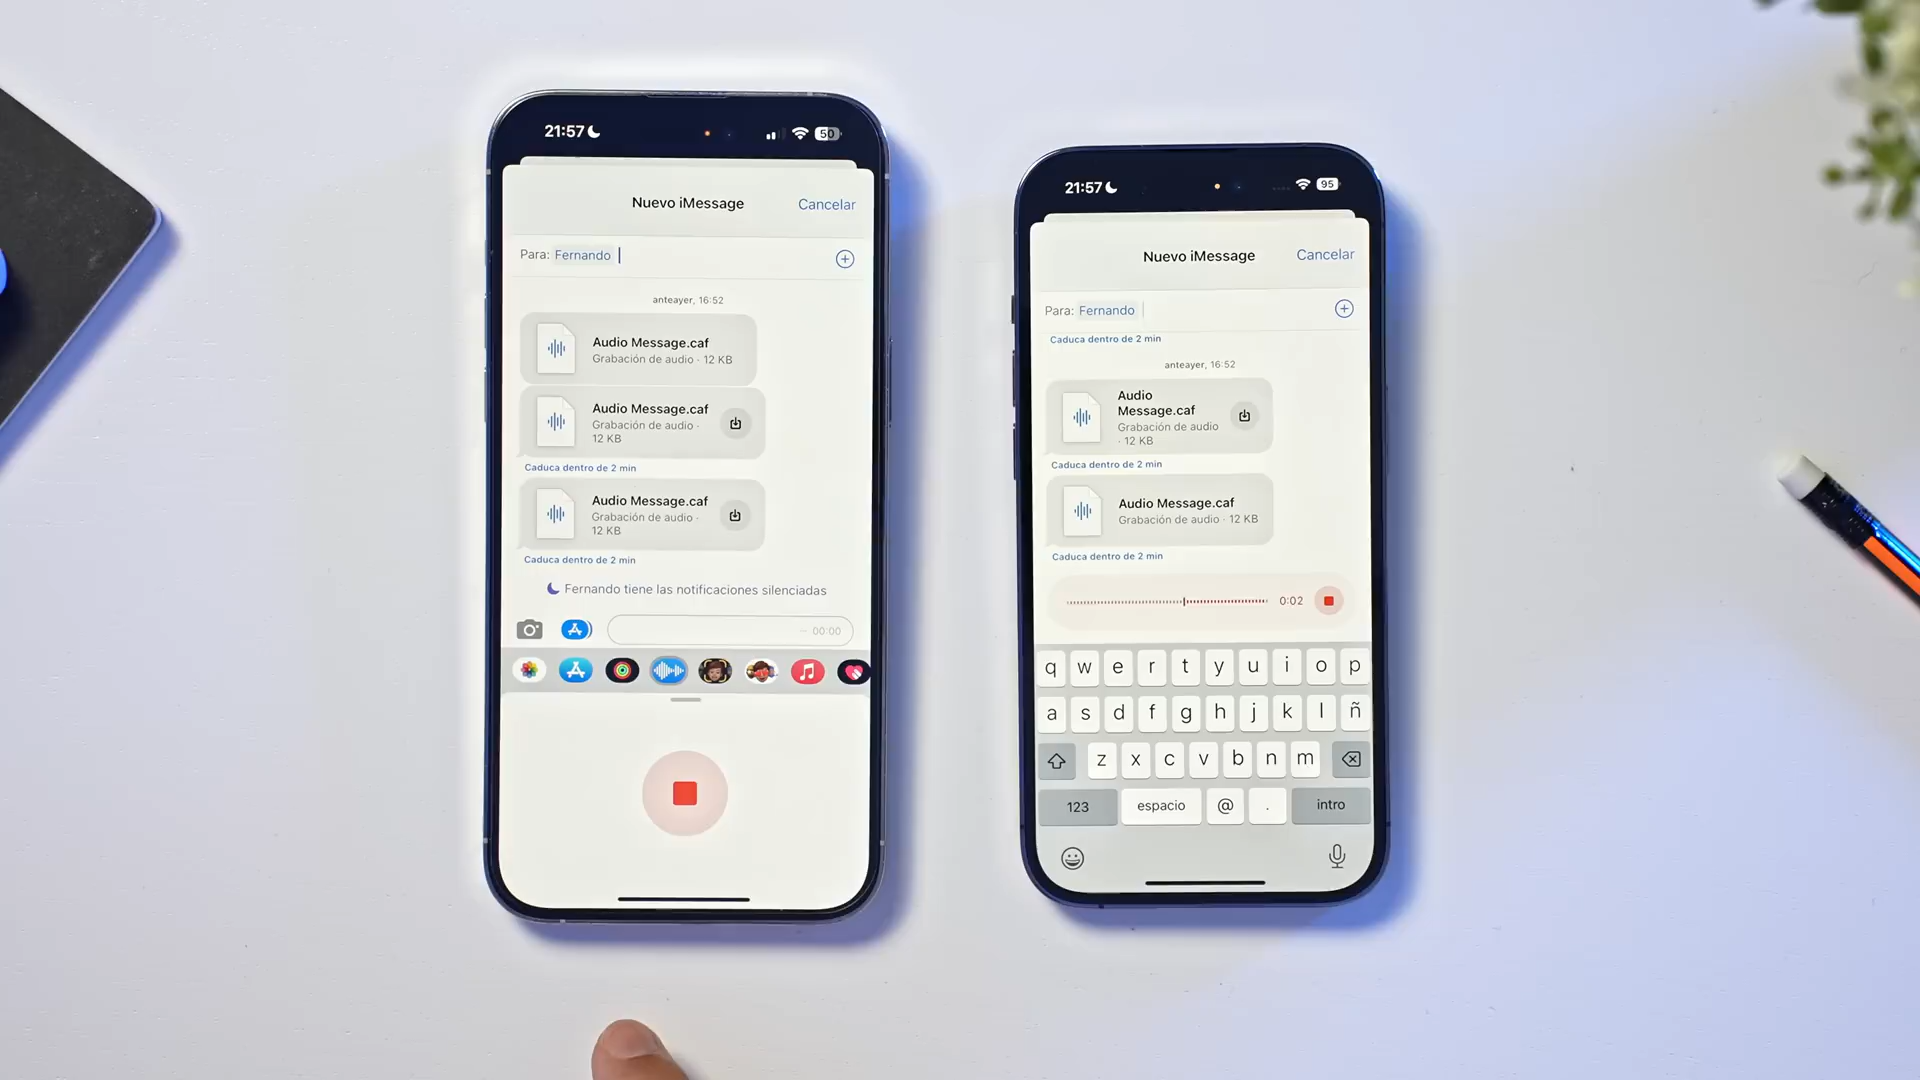 21:57
50
Nuevo iMessage
Cancelar
Para: Fernando
anteayer, 16:52
Audio Message.caf
Grabación de audio · 12 KB
Audio Message.caf
Grabación de audio ·
12 KB
Caduca dentro de 2 min
Audio Message.caf
Grabación de audio ·
12 KB
Caduca dentro de 2 min
Fernando tiene las notificaciones silenciadas
00:00
21:57
95
Nuevo iMessage
Cancelar
Para: Fernando
Caduca dentro de 2 min
anteayer, 16:52
Audio
Message.caf
Grabación de audio
· 12 KB
Caduca dentro de 2 min
Audio Message.caf
Grabación de audio · 12 KB
Caduca dentro de 2 min
0:02
q w e r t y u i o p
a s d f g h j k l ñ
z x c v b n m
123 espacio @ . intro